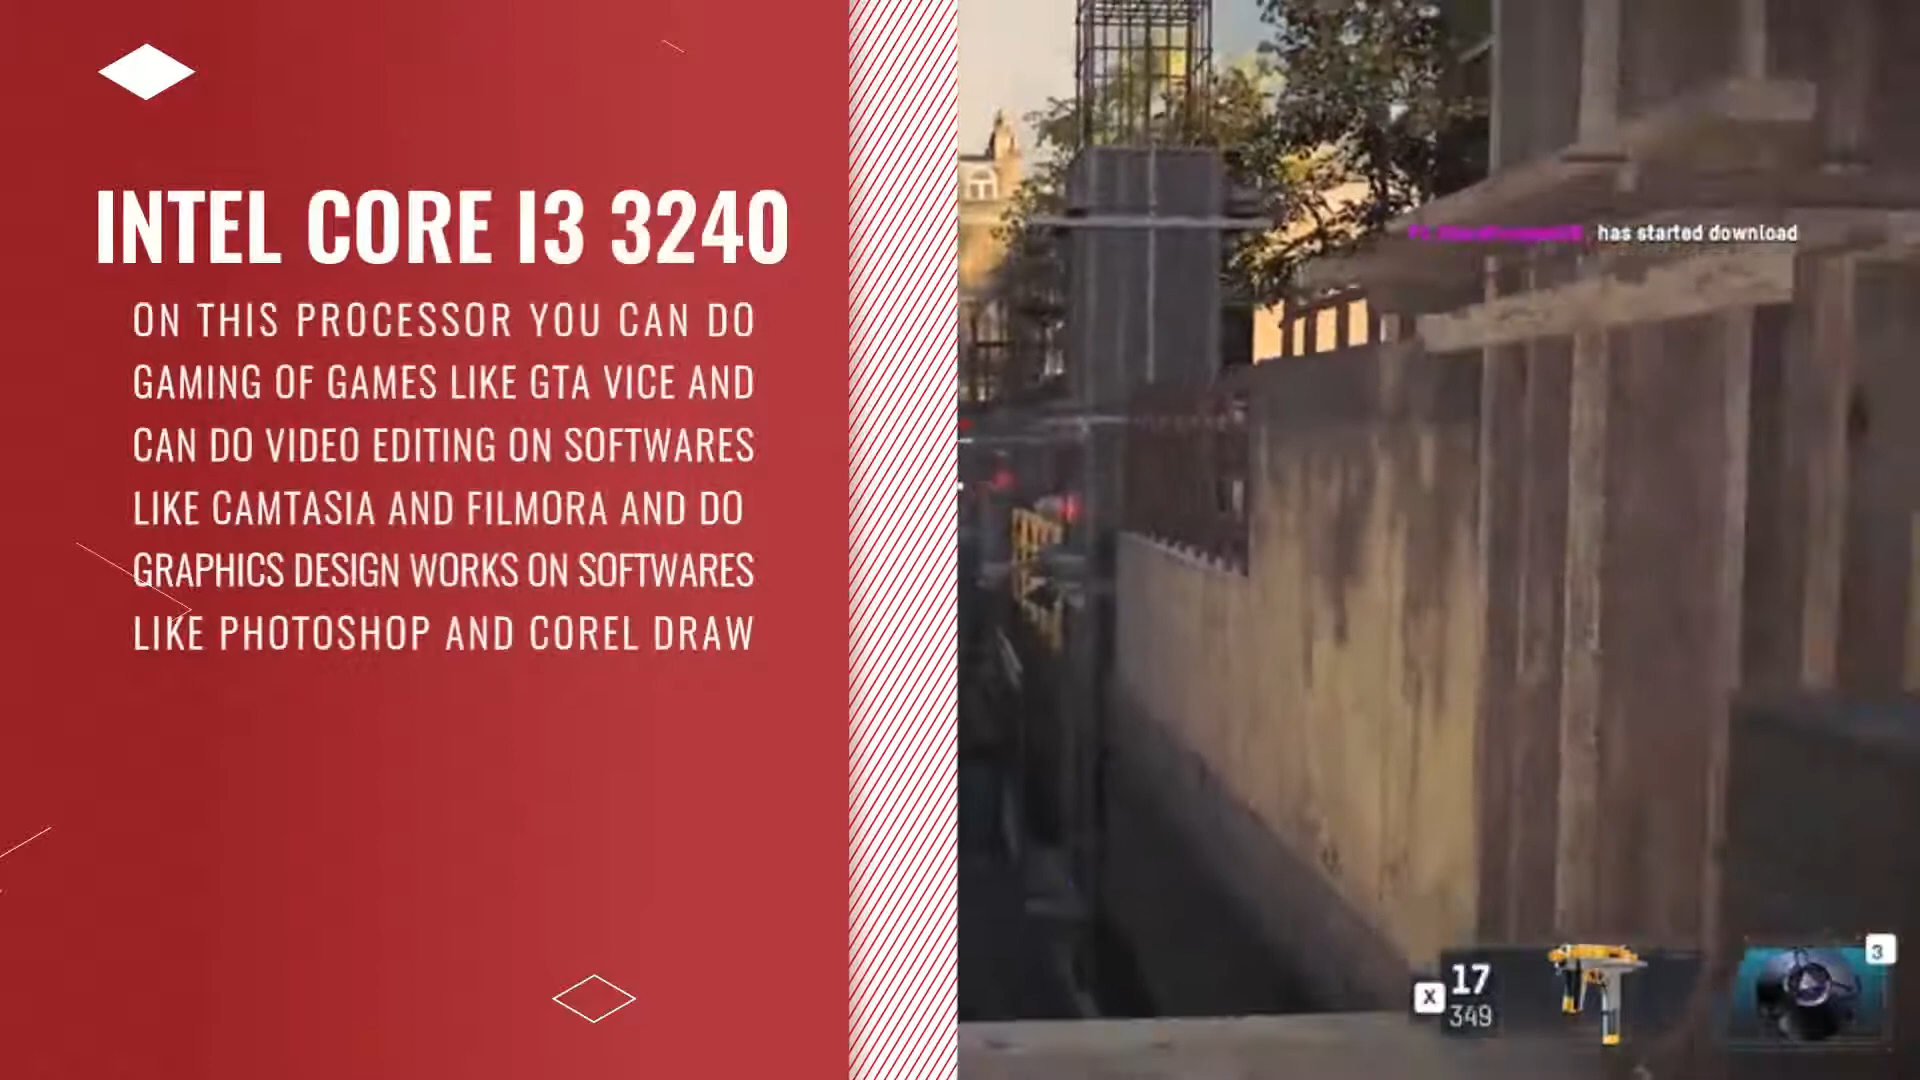 INTEL CORE I3 3240
ON THIS PROCESSOR YOU CAN DO
GAMING OF GAMES LIKE GTA VICE AND
CAN DO VIDEO EDITING ON SOFTWARES
LIKE CAMTASIA AND FILMORA AND DO
GRAPHICS DESIGN WORKS ON SOFTWARES
LIKE PHOTOSHOP AND COREL DRAW
has started download
X
17
349
3